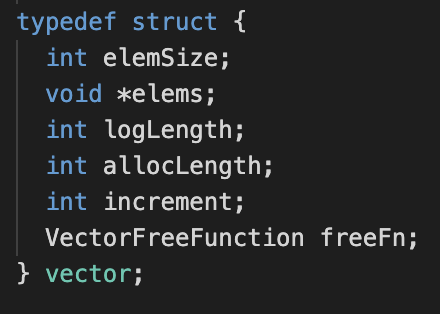 typedef struct {
  int elemSize;
  void *elems;
  int logLength;
  int allocLength;
  int increment;
  VectorFreeFunction freeFn;
} vector;